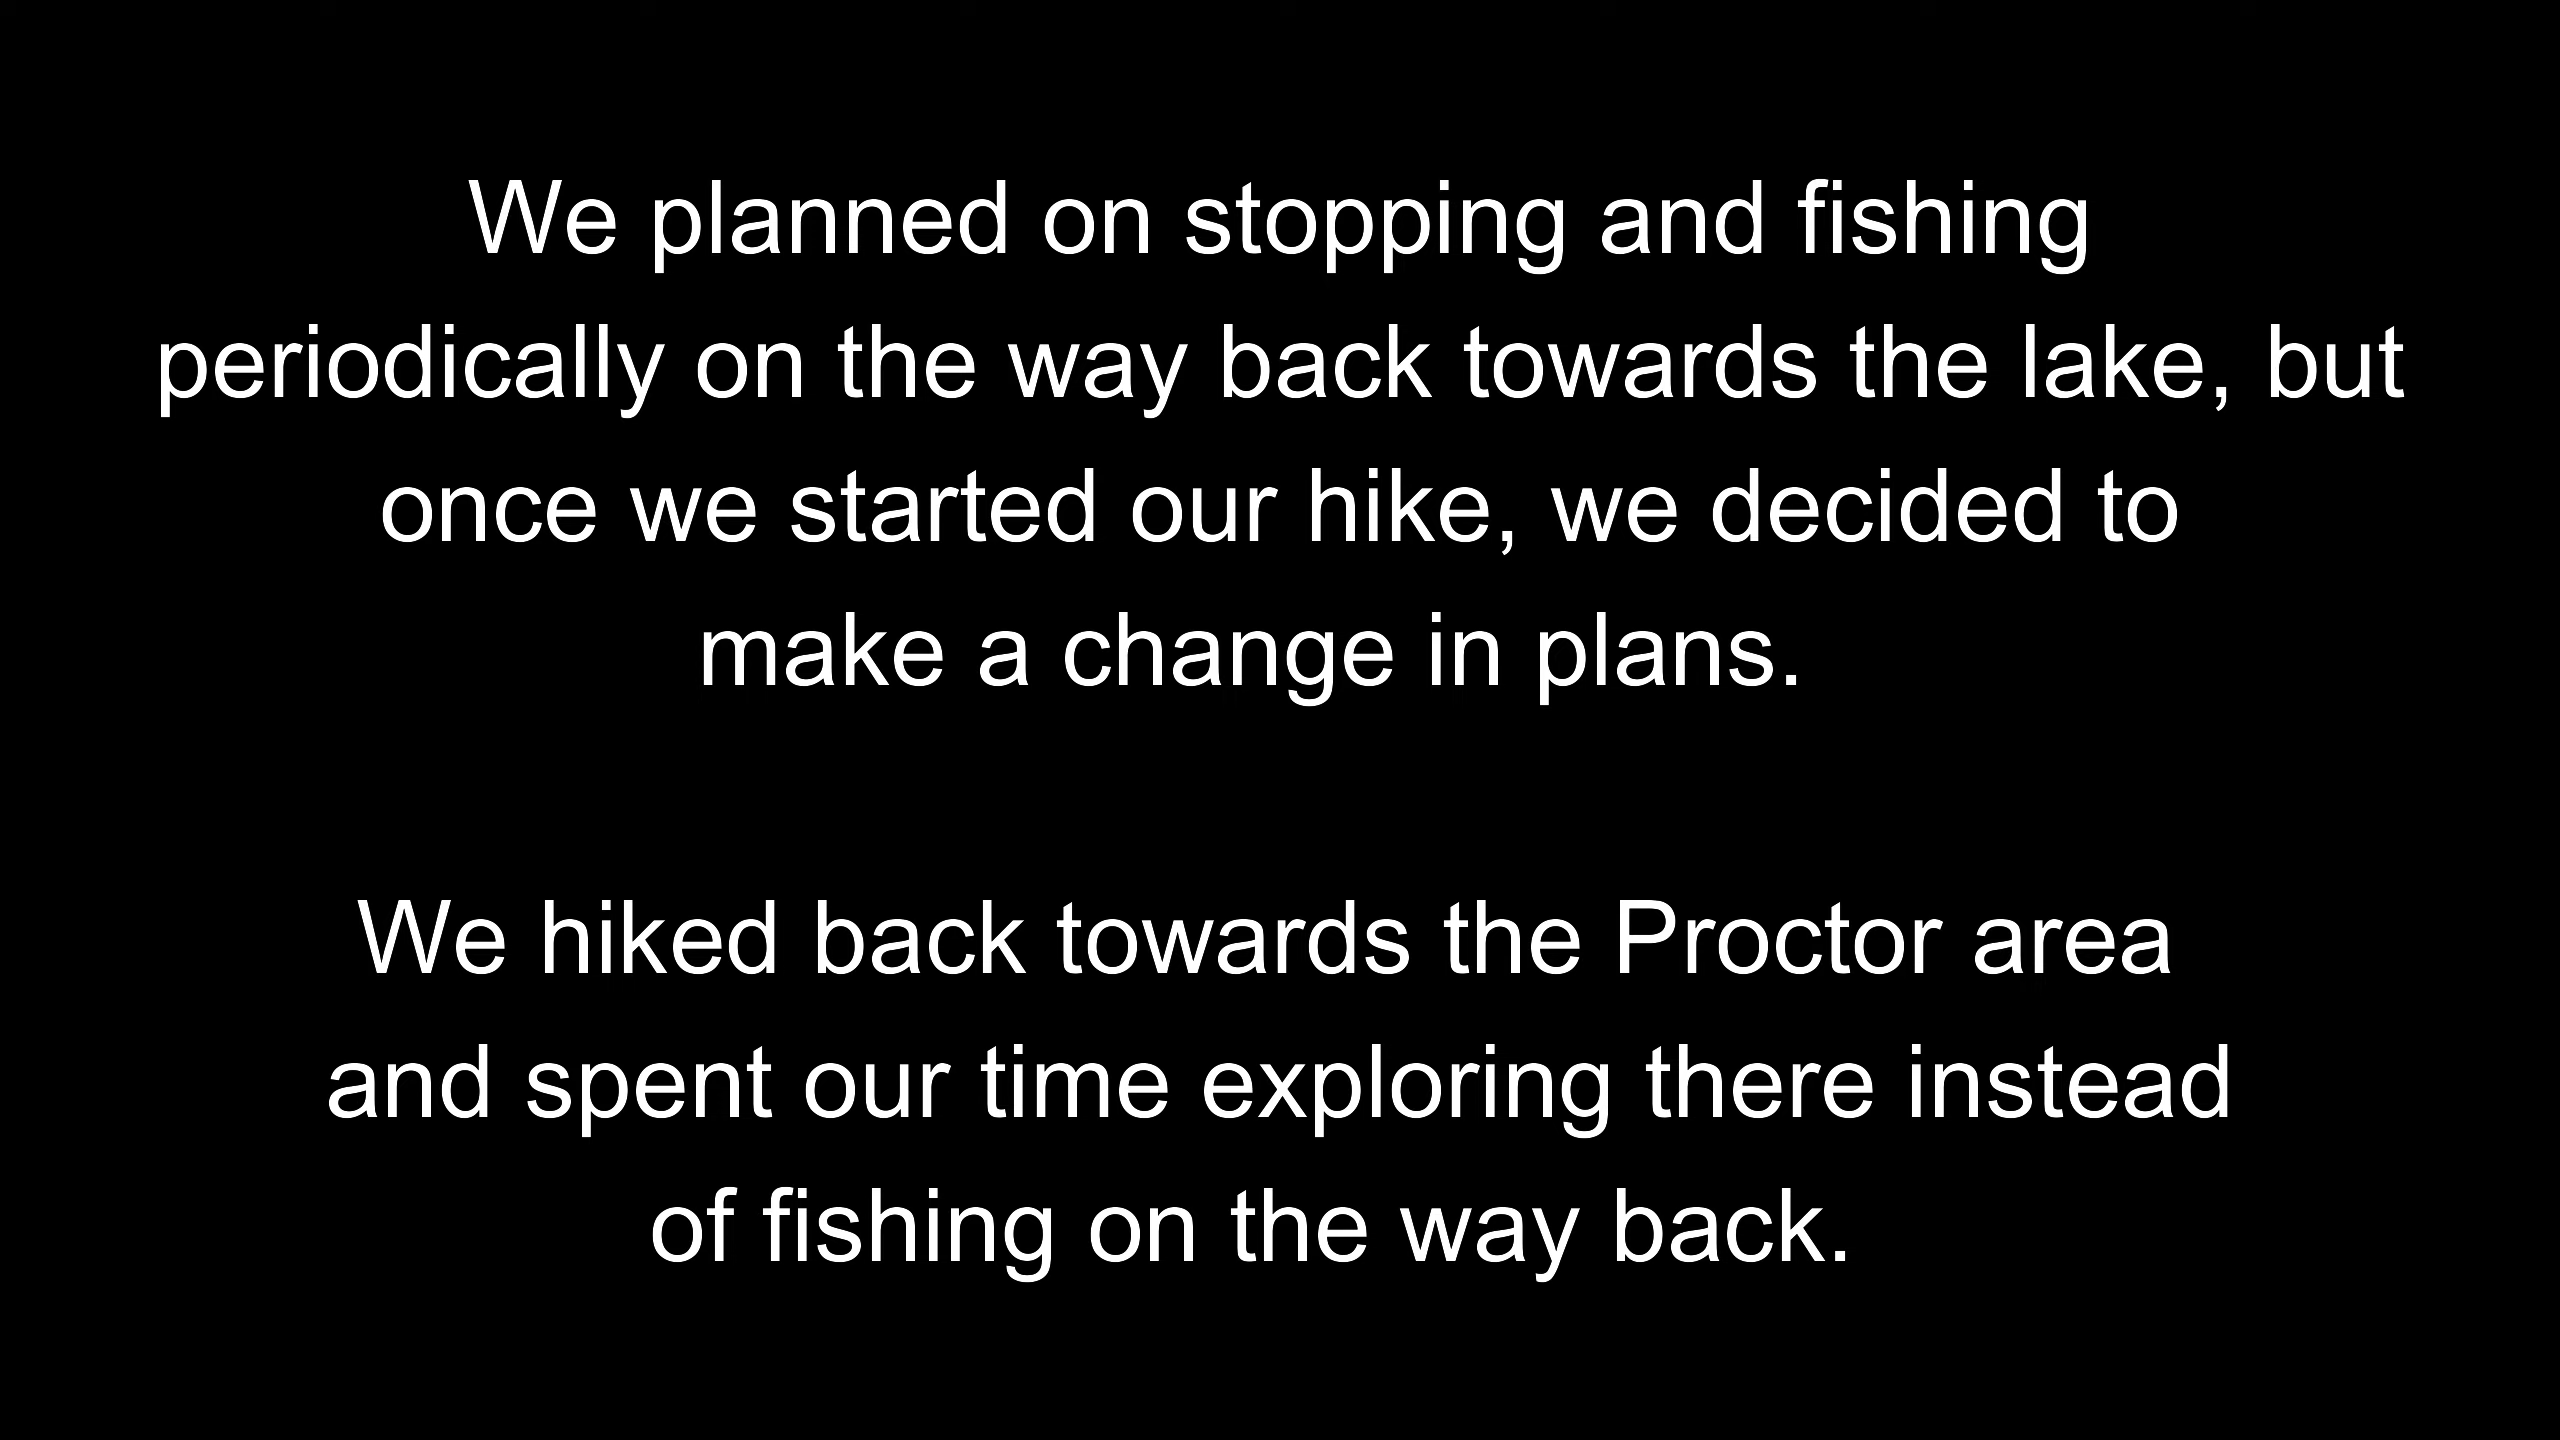 We planned on stopping and fishing
periodically on the way back towards the lake, but
once we started our hike, we decided to
make a change in plans.
We hiked back towards the Proctor area
and spent our time exploring there instead
of fishing on the way back.